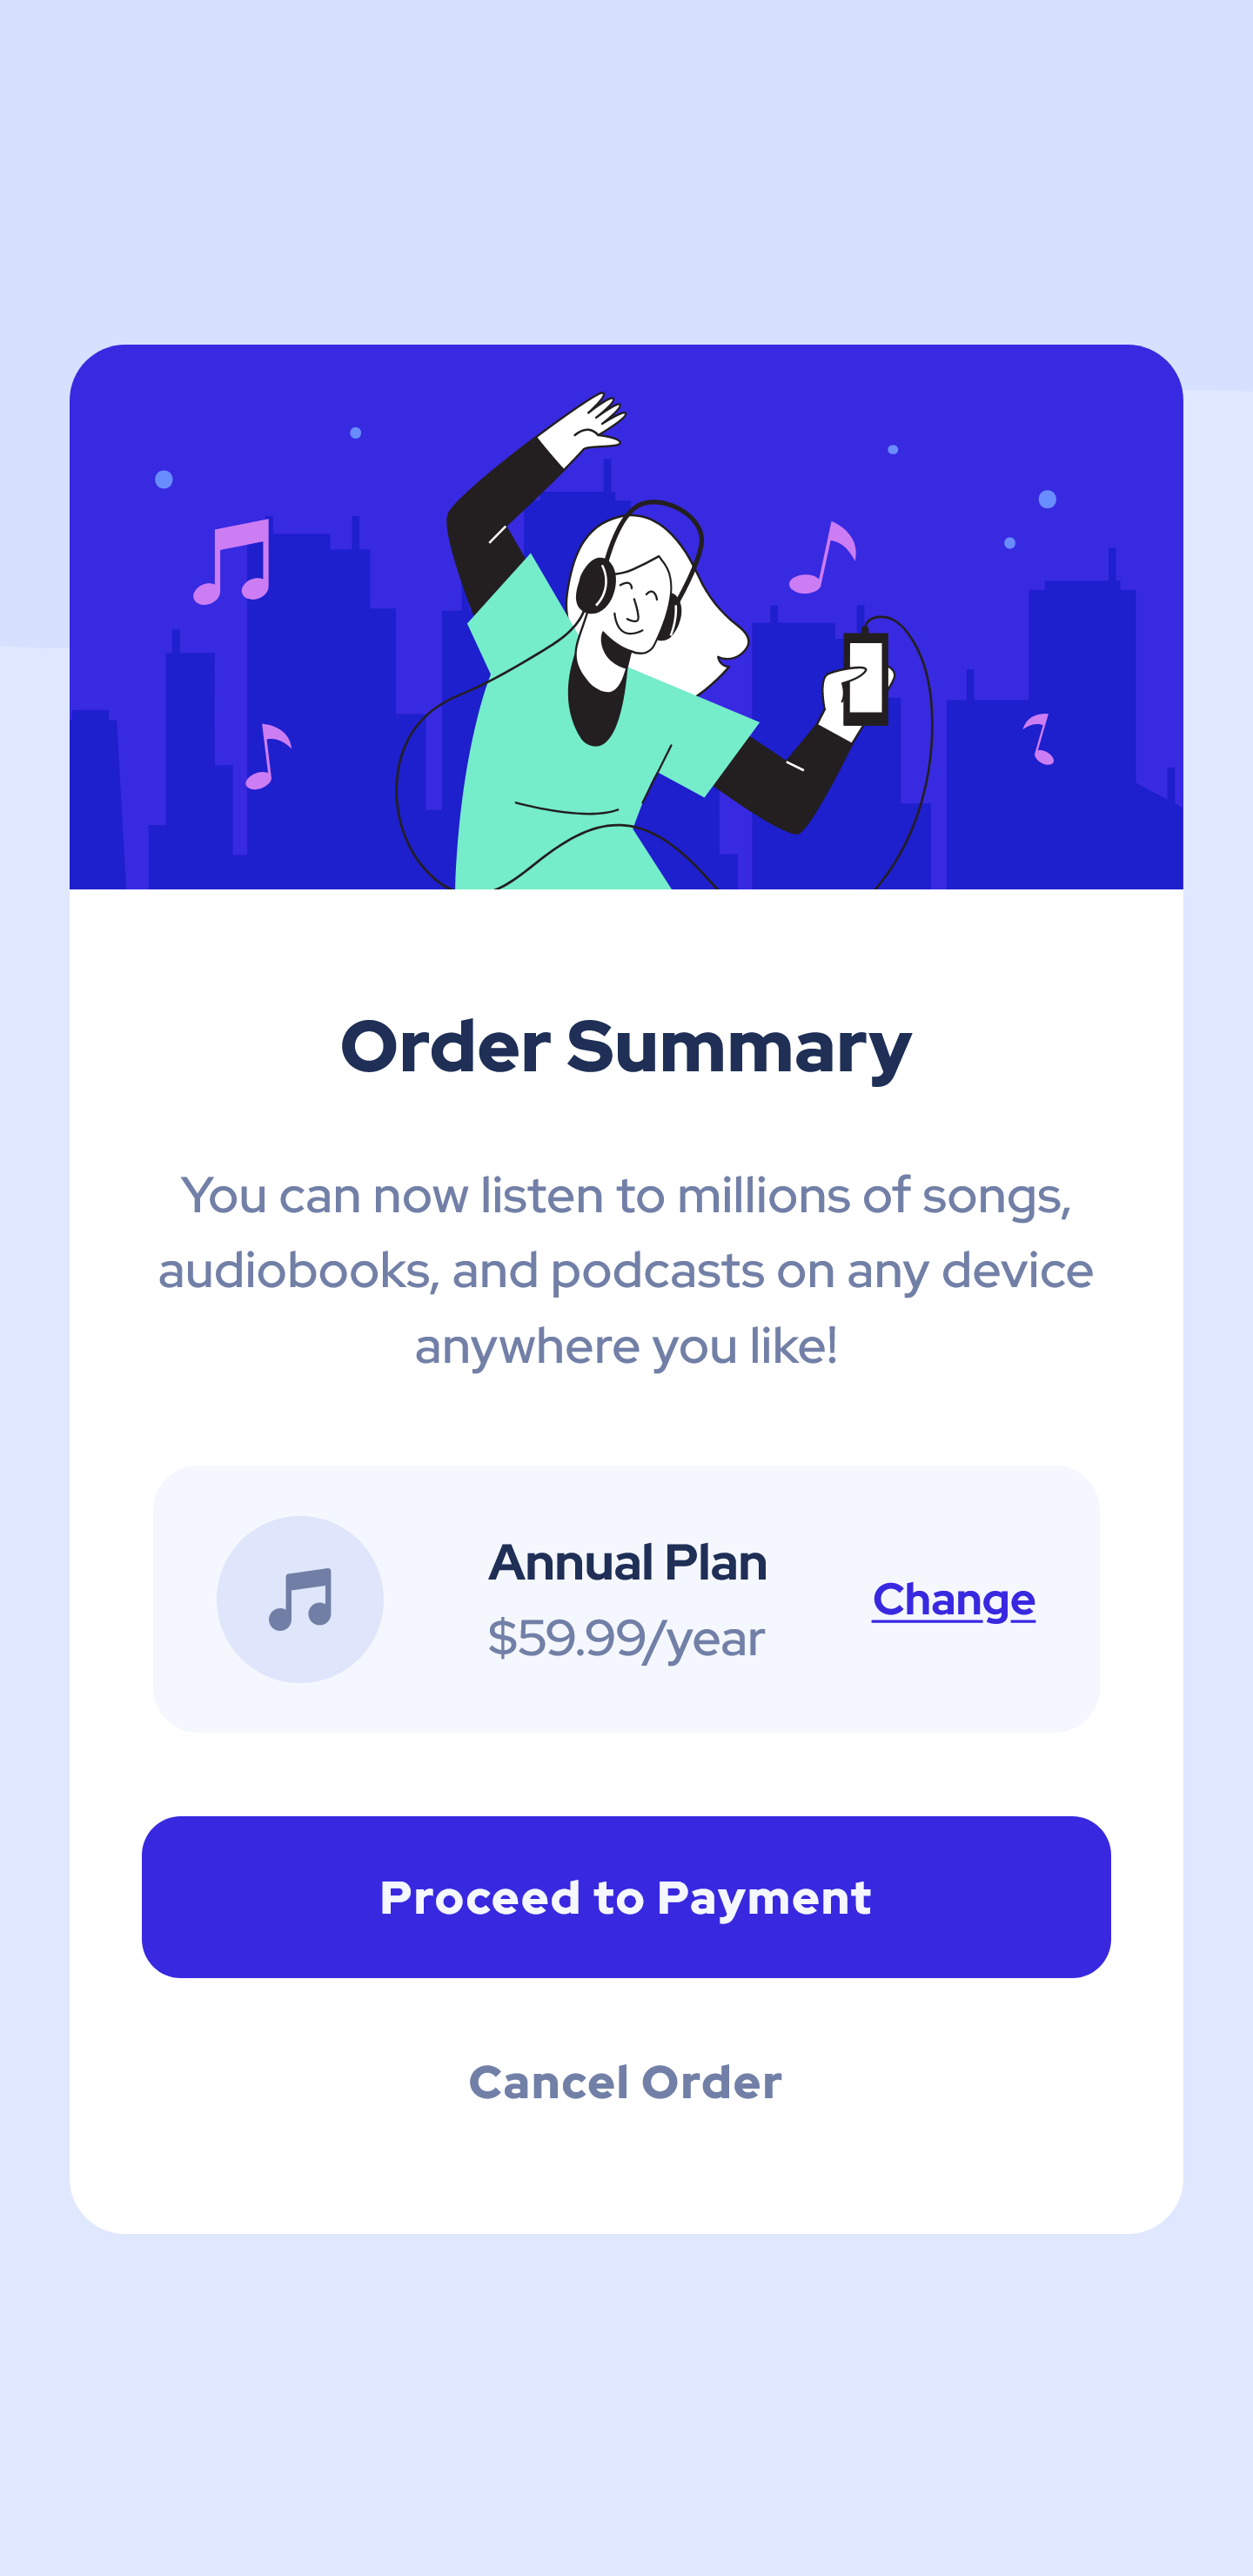 Order Summary
You can now listen to millions of songs,
audiobooks, and podcasts on any device
anywhere you like!
Annual Plan
$59.99/year
Change
Proceed to Payment
Cancel Order